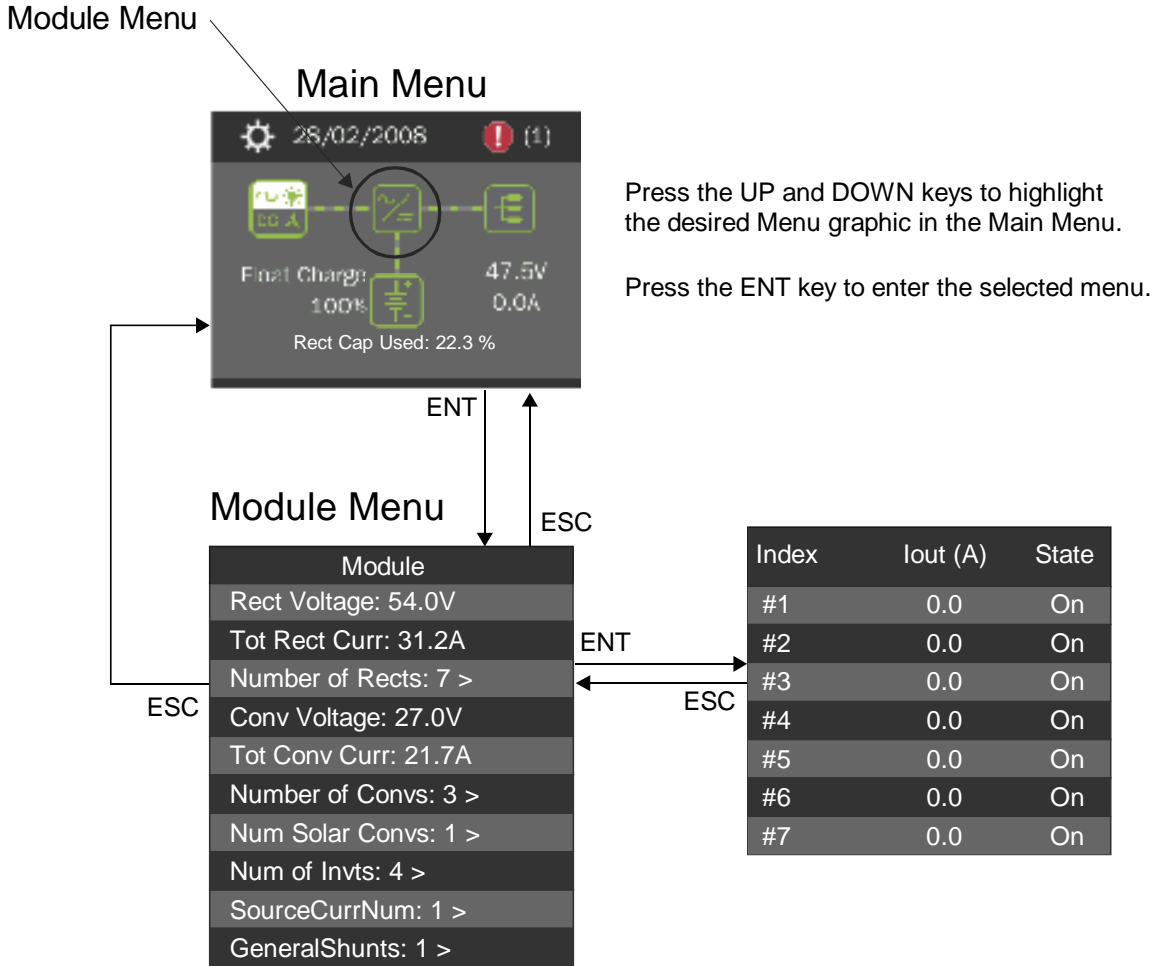 Module Menu
Main Menu
28/02/2008 (1)
DC
Float Charge 47.5V
100% 0.0A
Rect Cap Used: 22.3 %
Press the UP and DOWN keys to highlight
the desired Menu graphic in the Main Menu.
Press the ENT key to enter the selected menu.
ENT
ESC
Module Menu
Module
Rect Voltage: 54.0V
Tot Rect Curr: 31.2A
Number of Rects: 7 >
Conv Voltage: 27.0V
Tot Conv Curr: 21.7A
Number of Convs: 3 >
Num Solar Convs: 1 >
Num of Invts: 4 >
SourceCurrNum: 1 >
GeneralShunts: 1 >
ESC
ENT
ESC
Index Iout (A) State
#1 0.0 On
#2 0.0 On
#3 0.0 On
#4 0.0 On
#5 0.0 On
#6 0.0 On
#7 0.0 On